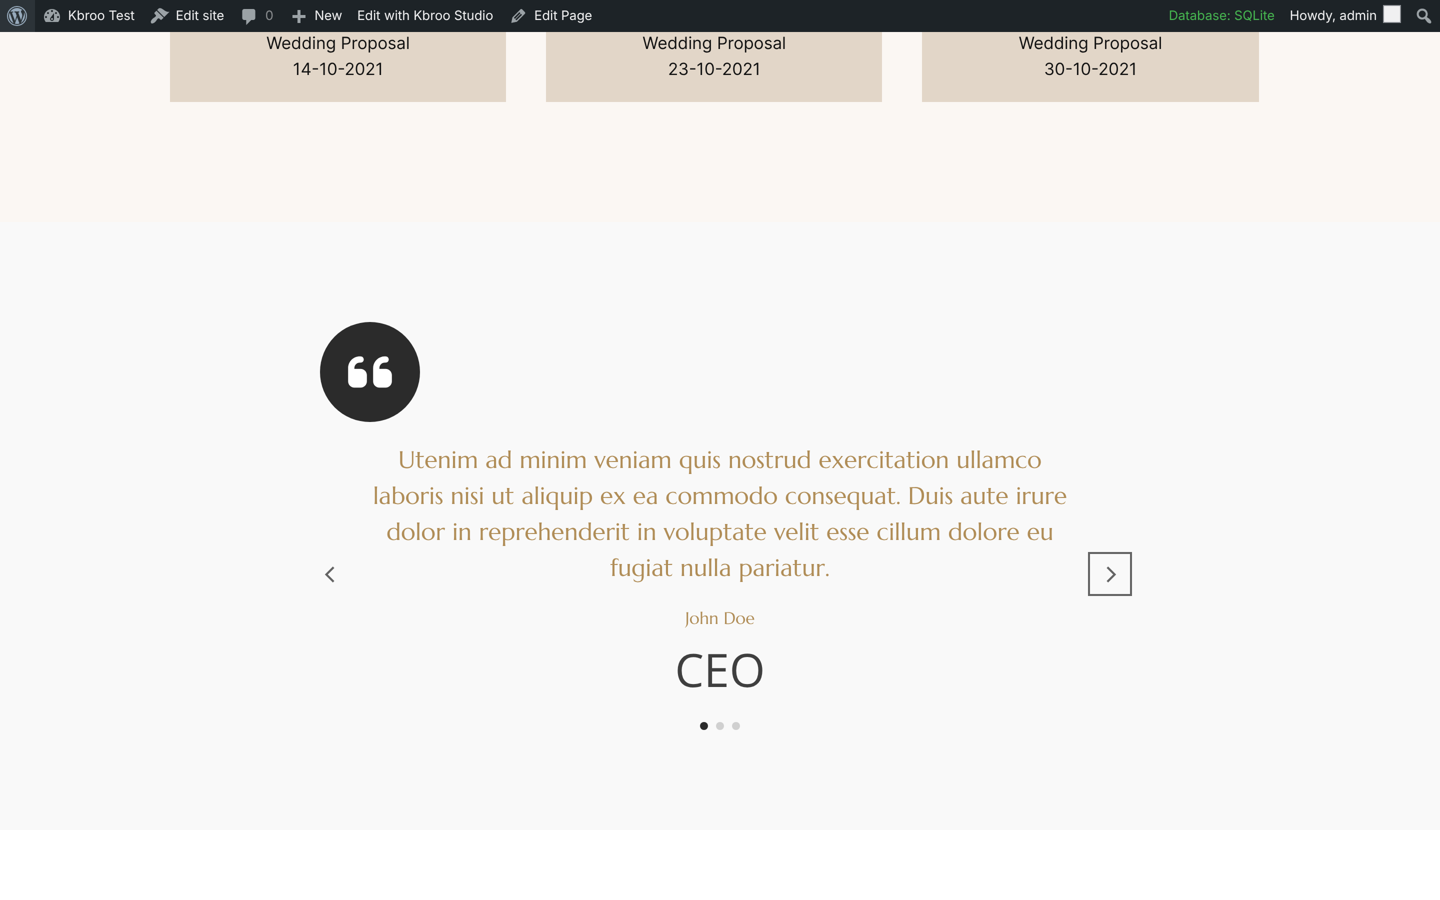 Kbroo Test Edit site 0 New Edit with Kbroo Studio Edit Page Database: SQLite Howdy, admin
Wedding Proposal
14-10-2021
Wedding Proposal
23-10-2021
Wedding Proposal
30-10-2021
Utenim ad minim veniam quis nostrud exercitation ullamco
laboris nisi ut aliquip ex ea commodo consequat. Duis aute irure
dolor in reprehenderit in voluptate velit esse cillum dolore eu
fugiat nulla pariatur.
John Doe
CEO